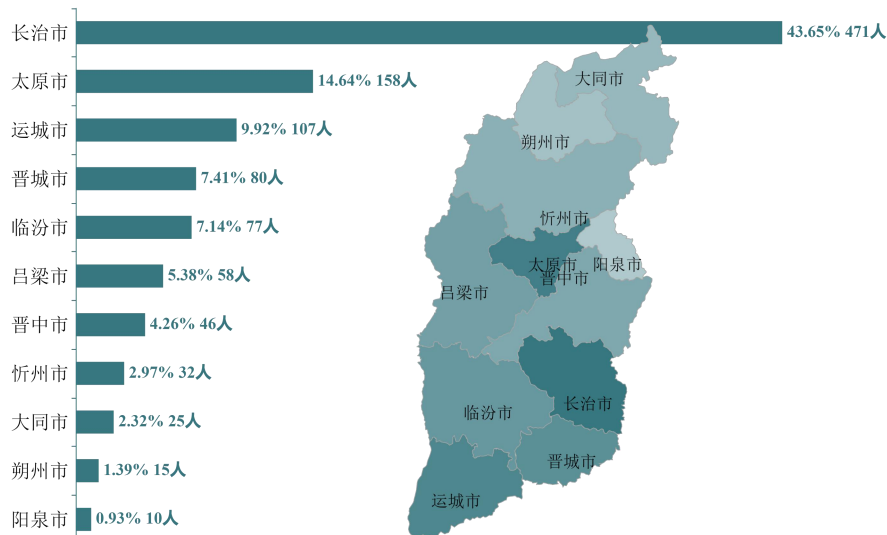 长治市 43.65% 471人
太原市 14.64% 158人
运城市 9.92% 107人
晋城市 7.41% 80人
临汾市 7.14% 77人
吕梁市 5.38% 58人
晋中市 4.26% 46人
忻州市 2.97% 32人
大同市 2.32% 25人
朔州市 1.39% 15人
阳泉市 0.93% 10人
大同市
朔州市
忻州市
太原市
阳泉市
晋中市
吕梁市
长治市
临汾市
晋城市
运城市